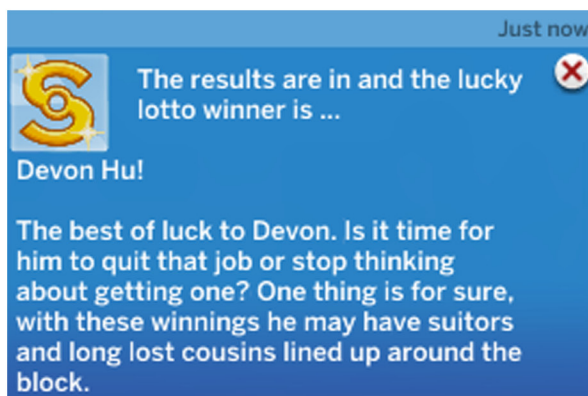 Just now
The results are in and the lucky
lotto winner is ...
Devon Hu!
The best of luck to Devon. Is it time for
him to quit that job or stop thinking
about getting one? One thing is for sure,
with these winnings he may have suitors
and long lost cousins lined up around the
block.